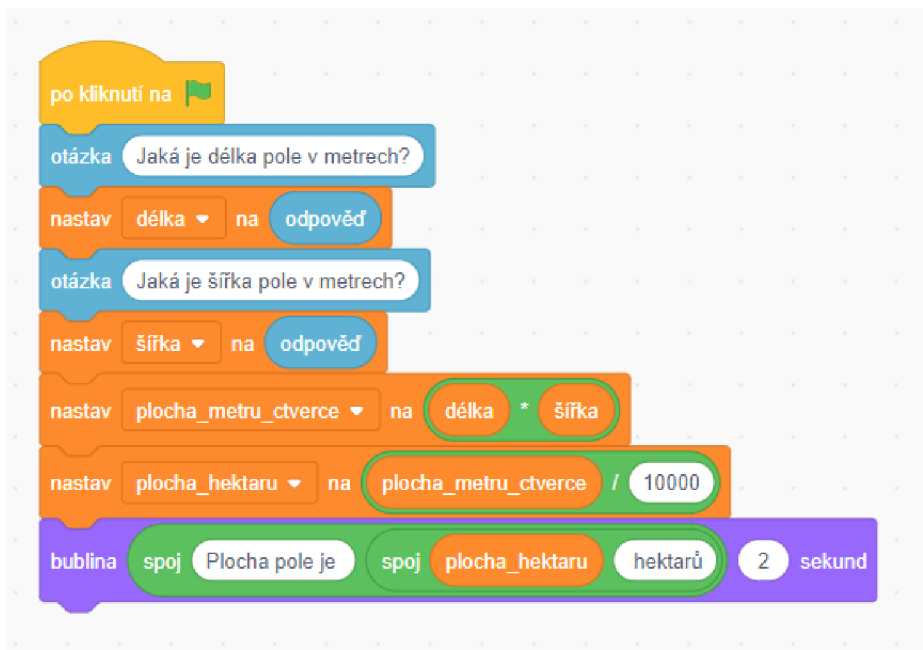 po kliknutí na
otázka Jaká je délka pole v metrech?
nastav délka na odpověď
otázka Jaká je šířka pole v metrech?
nastav šířka na odpověď
nastav plocha_metru_ctverce na délka * šířka
nastav plocha_hektaru na plocha_metru_ctverce / 10000
bublina spoj Plocha pole je spoj plocha_hektaru hektarů 2 sekund